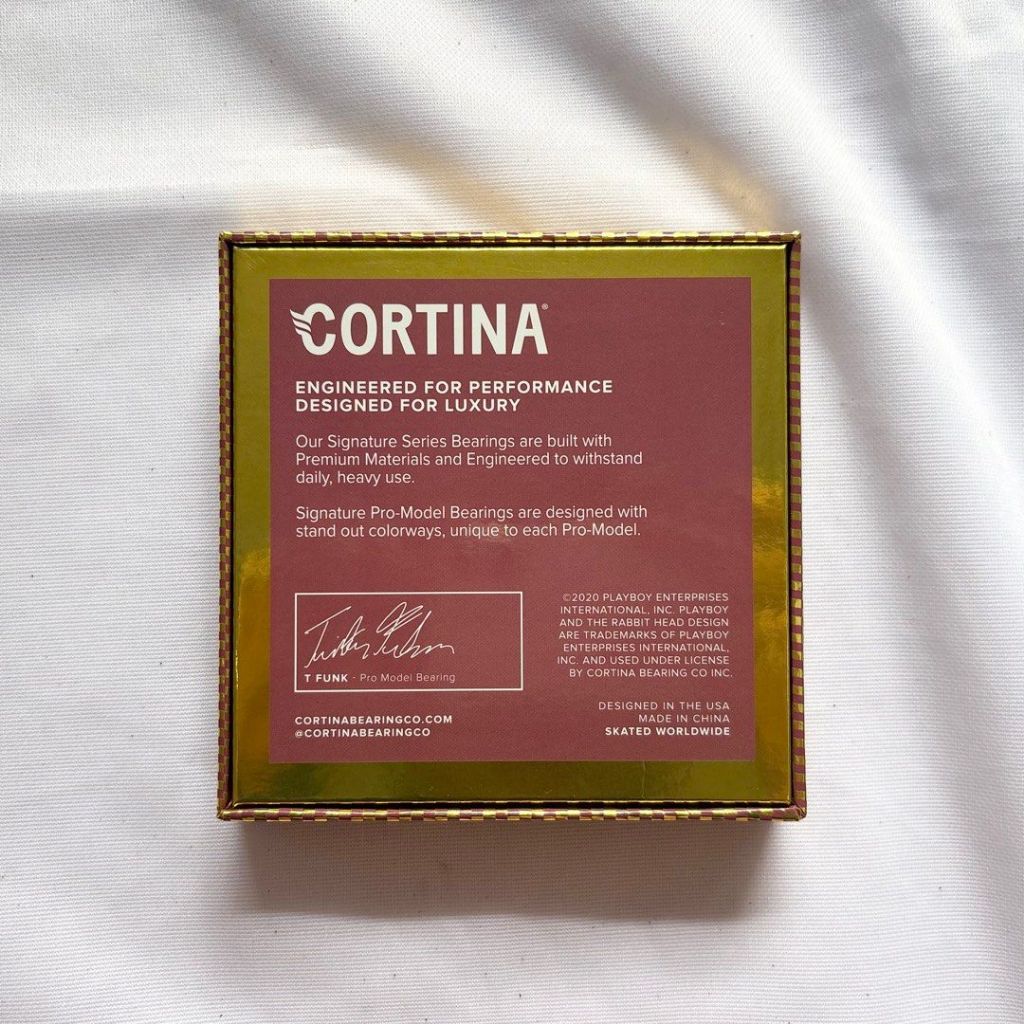 CORTINA®
ENGINEERED FOR PERFORMANCE
DESIGNED FOR LUXURY
Our Signature Series Bearings are built with
Premium Materials and Engineered to withstand
daily, heavy use.
Signature Pro-Model Bearings are designed with
stand out colorways, unique to each Pro-Model.
T FUNK - Pro Model Bearing
CORTINABEARINGCO.COM
@CORTINABEARINGCO
©2020 PLAYBOY ENTERPRISES
INTERNATIONAL, INC. PLAYBOY
AND THE RABBIT HEAD DESIGN
ARE TRADEMARKS OF PLAYBOY
ENTERPRISES INTERNATIONAL,
INC. AND USED UNDER LICENSE
BY CORTINA BEARING CO INC.
DESIGNED IN THE USA
MADE IN CHINA
SKATED WORLDWIDE